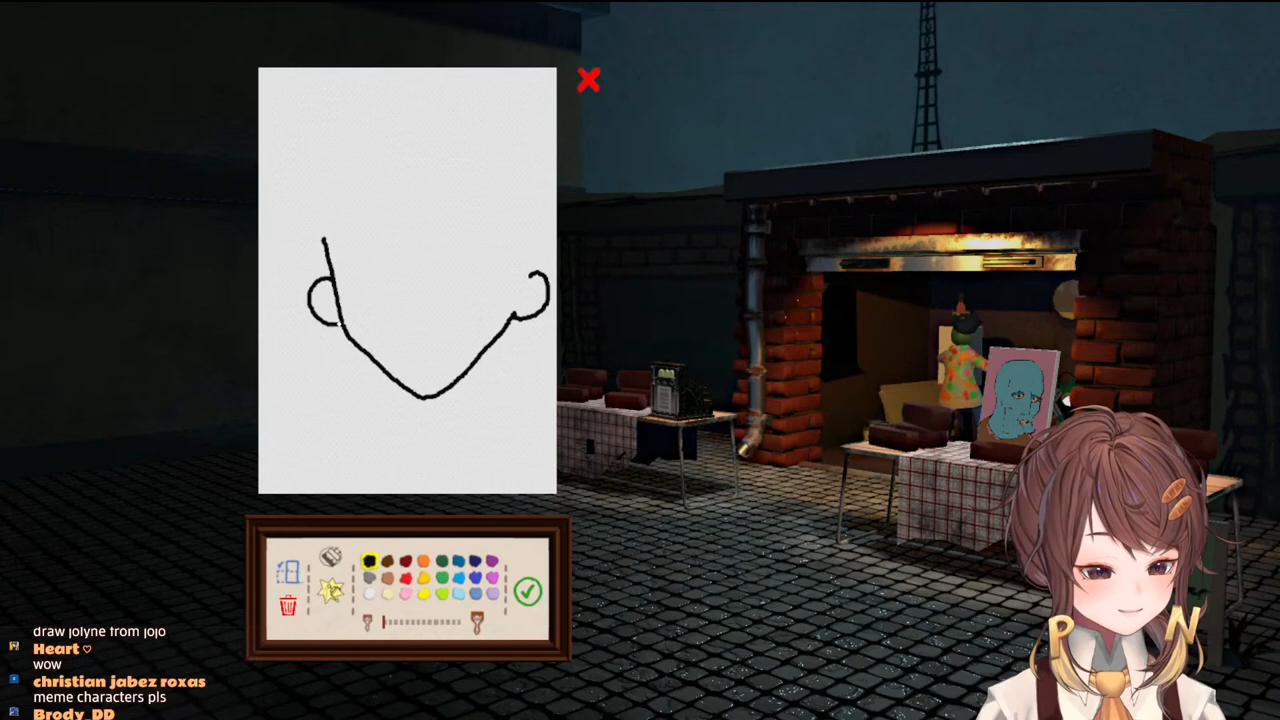 draw jolyne from jojo
Heart ♡
wow
christian jabez roxas
meme characters pls
Brody_DD
P N